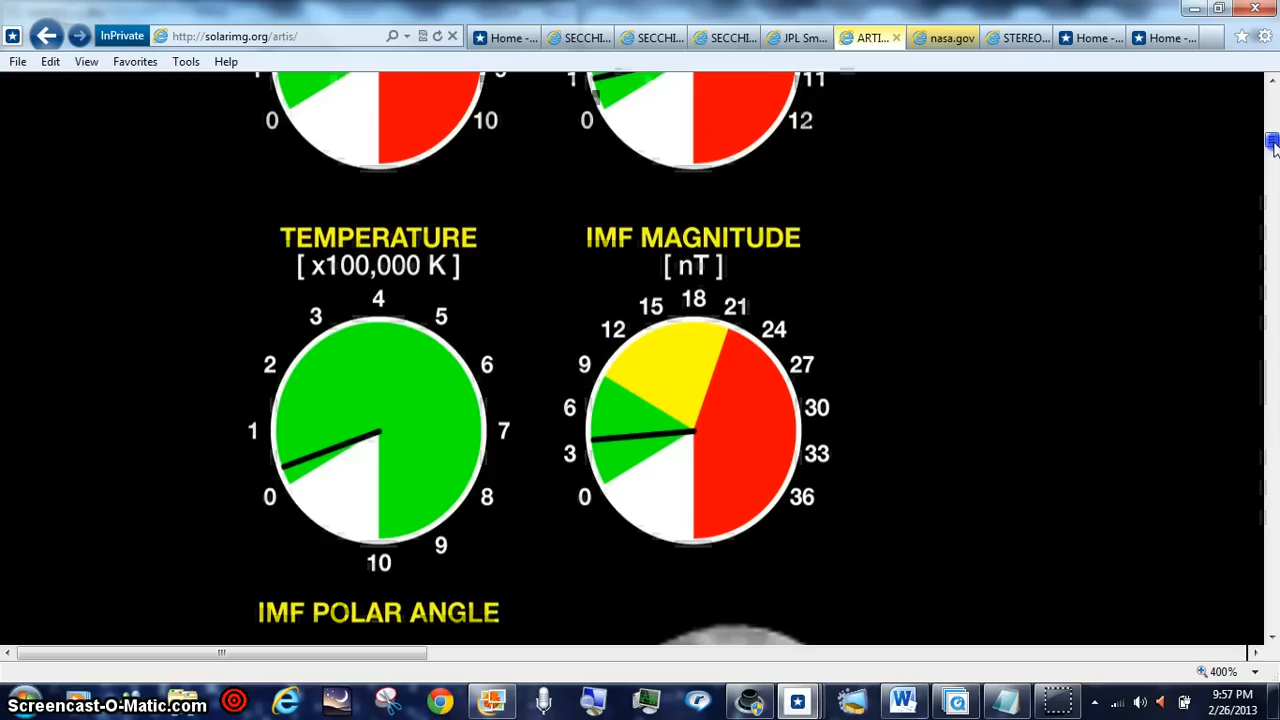 InPrivate
http://solarimg.org/artis/
Home -...
SECCHI...
SECCHI...
SECCHI...
JPL Sm...
ARTI...
nasa.gov
STEREO...
Home -...
Home -...
File Edit View Favorites Tools Help
0 10
1 11
0 12
TEMPERATURE
[ x100,000 K ]
0 1 2 3 4 5 6 7 8 9 10
IMF MAGNITUDE
[ nT ]
0 3 6 9 12 15 18 21 24 27 30 33 36
IMF POLAR ANGLE
400%
Screencast-O-Matic.com
9:57 PM
2/26/2013